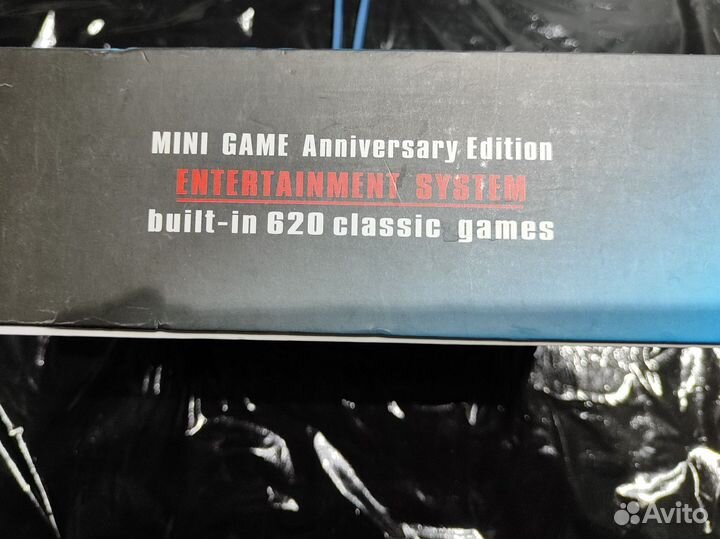 MINI GAME Anniversary Edition
ENTERTAINMENT SYSTEM
built-in 620 classic games
Avito